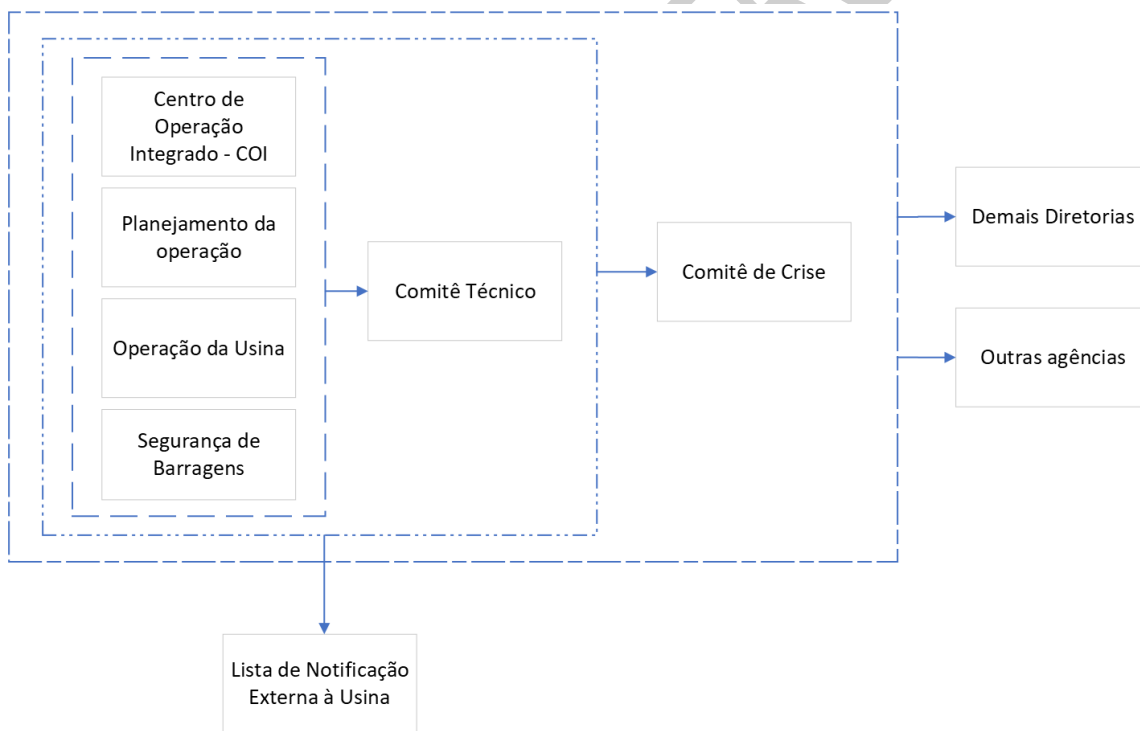 Centro de
Operação
Integrado - COI
Planejamento da
operação
Operação da Usina
Segurança de
Barragens
Comitê Técnico
Comitê de Crise
Demais Diretorias
Outras agências
Lista de Notificação
Externa à Usina